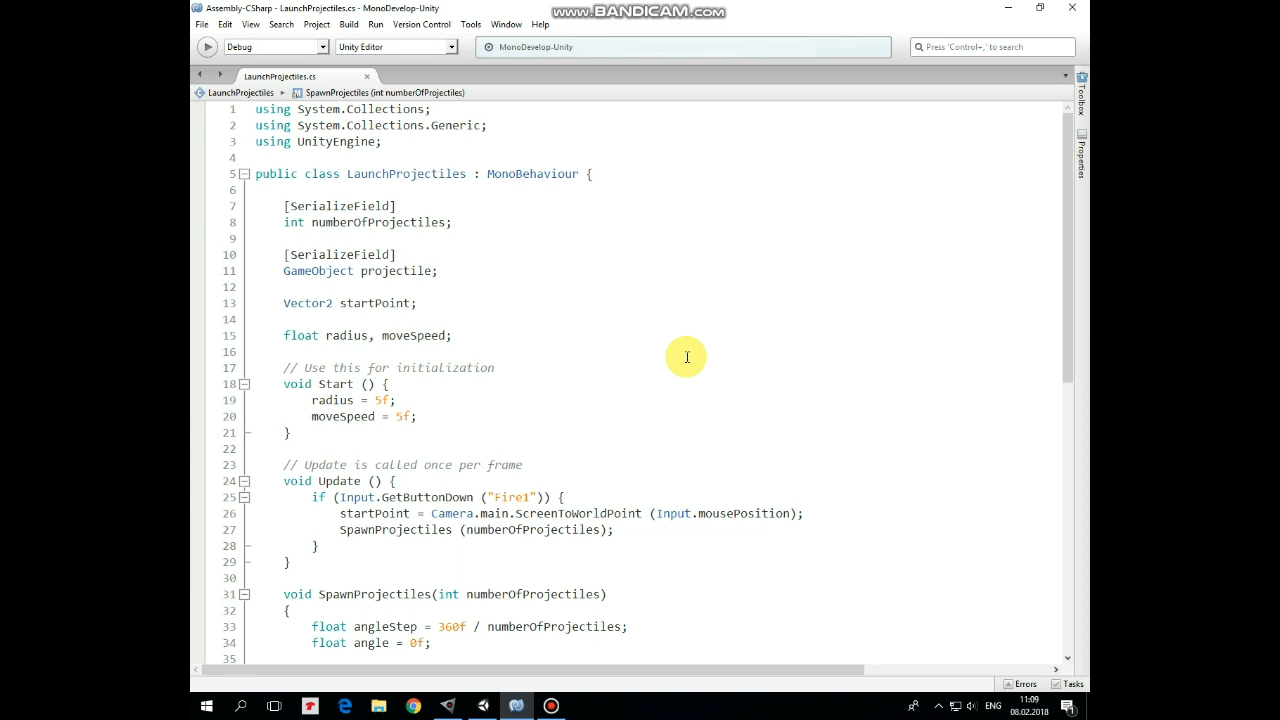 Assembly-CSharp - LaunchProjectiles.cs - MonoDevelop-Unity
www.BANDICAM.com
File Edit View Search Project Build Run Version Control Tools Window Help
Debug Unity Editor MonoDevelop-Unity Press 'Control+,' to search
LaunchProjectiles.cs
LaunchProjectiles SpawnProjectiles (int numberOfProjectiles)
Toolbox
Properties
1 using System.Collections;
2 using System.Collections.Generic;
3 using UnityEngine;
4
5 public class LaunchProjectiles : MonoBehaviour {
6
7 [SerializeField]
8 int numberOfProjectiles;
9
10 [SerializeField]
11 GameObject projectile;
12
13 Vector2 startPoint;
14
15 float radius, moveSpeed;
16
17 // Use this for initialization
18 void Start () {
19 radius = 5f;
20 moveSpeed = 5f;
21 }
22
23 // Update is called once per frame
24 void Update () {
25 if (Input.GetButtonDown ("Fire1")) {
26 startPoint = Camera.main.ScreenToWorldPoint (Input.mousePosition);
27 SpawnProjectiles (numberOfProjectiles);
28 }
29 }
30
31 void SpawnProjectiles(int numberOfProjectiles)
32 {
33 float angleStep = 360f / numberOfProjectiles;
34 float angle = 0f;
35
Errors Tasks
ENG 11:09
08.02.2018
1